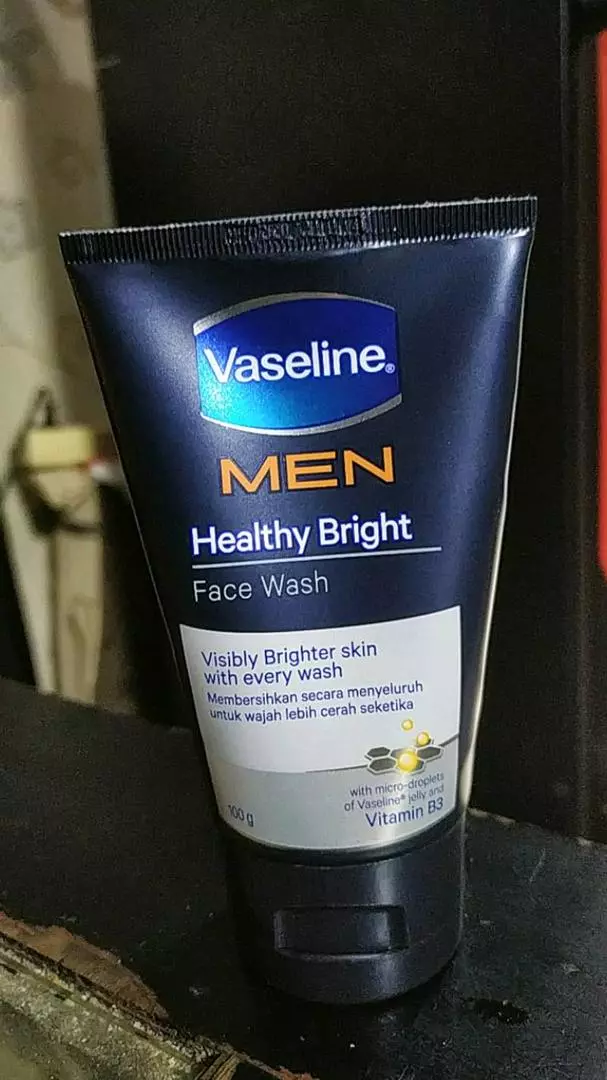 Vaseline®
MEN
Healthy Bright
Face Wash
Visibly Brighter skin
with every wash
Membersihkan secara menyeluruh
untuk wajah lebih cerah seketika
with micro-droplets
of Vaseline® jelly and
Vitamin B3
100 g